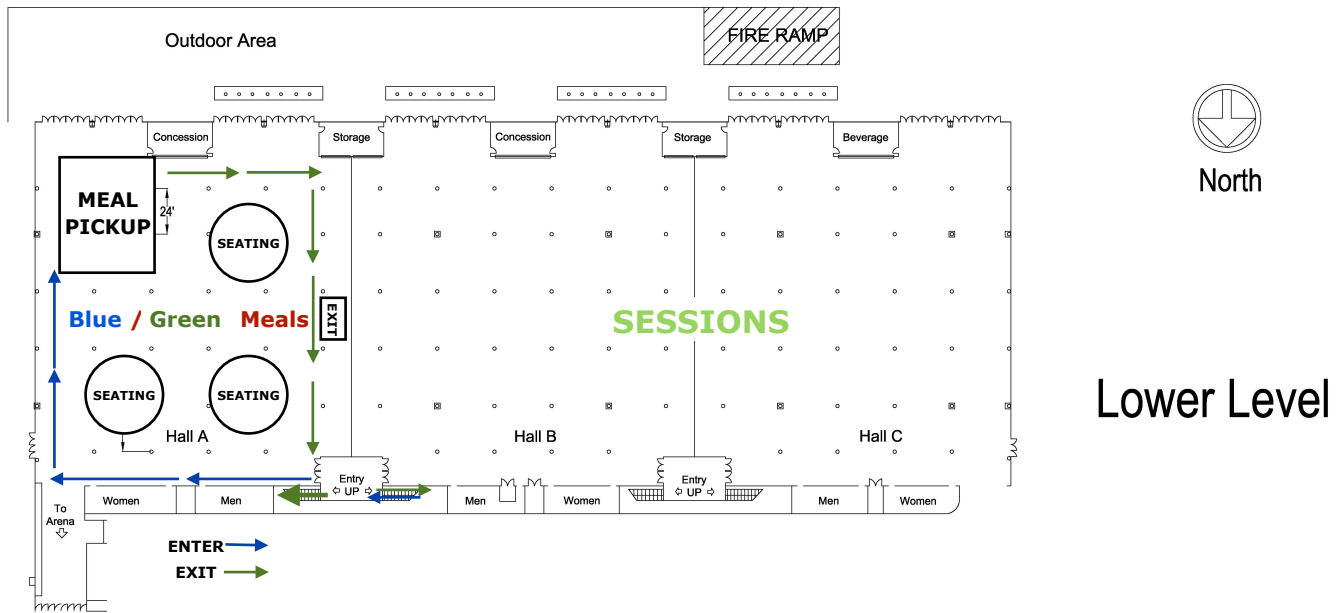 Outdoor Area
FIRE RAMP
Concession
Storage
Concession
Storage
Beverage
North
MEAL
PICKUP
24'
SEATING
Blue / Green Meals
EXIT
SESSIONS
SEATING
SEATING
Lower Level
Hall A
Hall B
Hall C
Entry
UP
Entry
UP
Women
Men
Men
Women
Men
Women
To
Arena
ENTER
EXIT